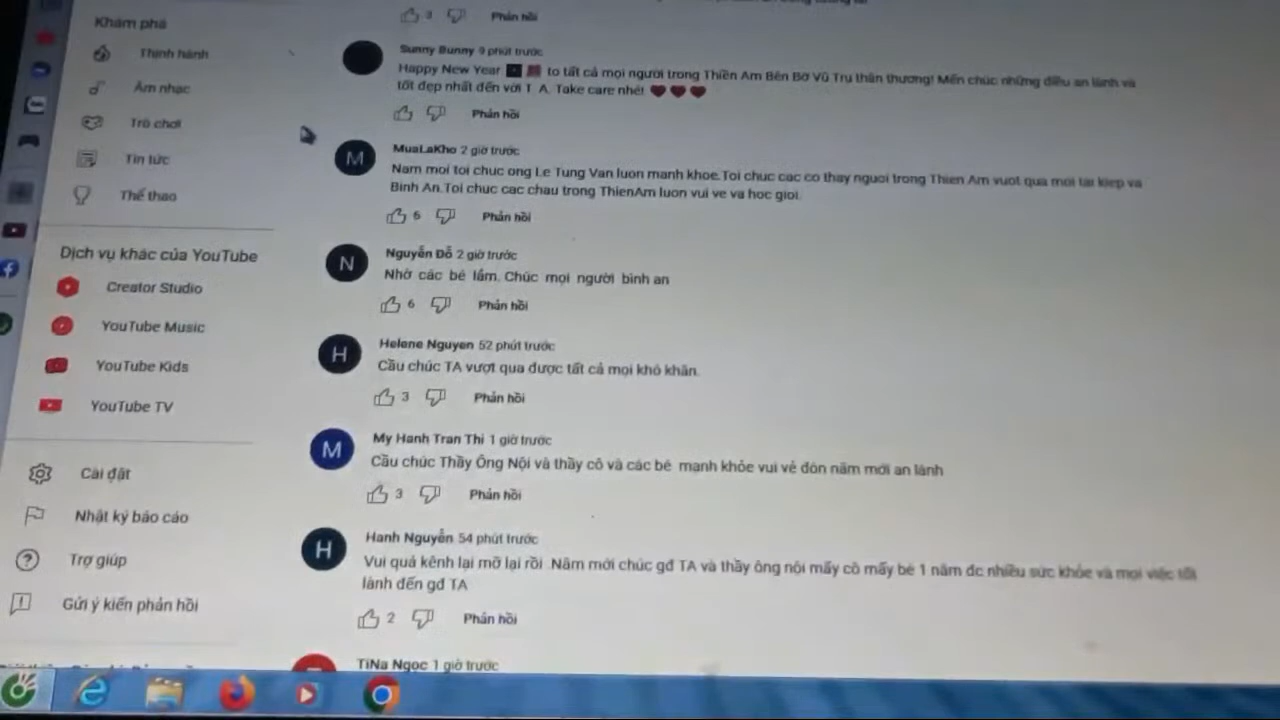 Khám phá
Thịnh hành
Âm nhạc
Trò chơi
Tin tức
Thể thao
Dịch vụ khác của YouTube
Creator Studio
YouTube Music
YouTube Kids
YouTube TV
Cài đặt
Nhật ký báo cáo
Trợ giúp
Gửi ý kiến phản hồi
3 Phản hồi
Sunny Bunny 9 phút trước
Happy New Year to tất cả mọi người trong Thiền Am Bên Bờ Vũ Trụ thân thương! Mến chúc những điều an lành và
tốt đẹp nhất đến với T A. Take care nhé! ❤❤❤
Phản hồi
M
MuaLaKho 2 giờ trước
Nam moi toi chuc ong Le Tung Van luon manh khoe.Toi chuc cac co thay nguoi trong Thien Am vuot qua moi tai kiep va
Binh An.Toi chuc cac chau trong ThienAm luon vui ve va hoc gioi.
6 Phản hồi
N
Nguyễn Đỗ 2 giờ trước
Nhớ các bé lắm. Chúc mọi người bình an
6 Phản hồi
H
Helene Nguyen 52 phút trước
Cầu chúc TA vượt qua được tất cả mọi khó khăn.
3 Phản hồi
M
My Hanh Tran Thi 1 giờ trước
Cầu chúc Thầy Ông Nội và thầy cô và các bé mạnh khỏe vui vẻ đón năm mới an lành
3 Phản hồi
H
Hanh Nguyễn 54 phút trước
Vui quá kênh lại mỡ lại rồi .Năm mới chúc gđ TA và thầy ông nội mấy cô mấy bé 1 năm đc nhiều sức khỏe và mọi việc tốt
lành đến gđ TA
2 Phản hồi
TiNa Ngoc 1 giờ trước